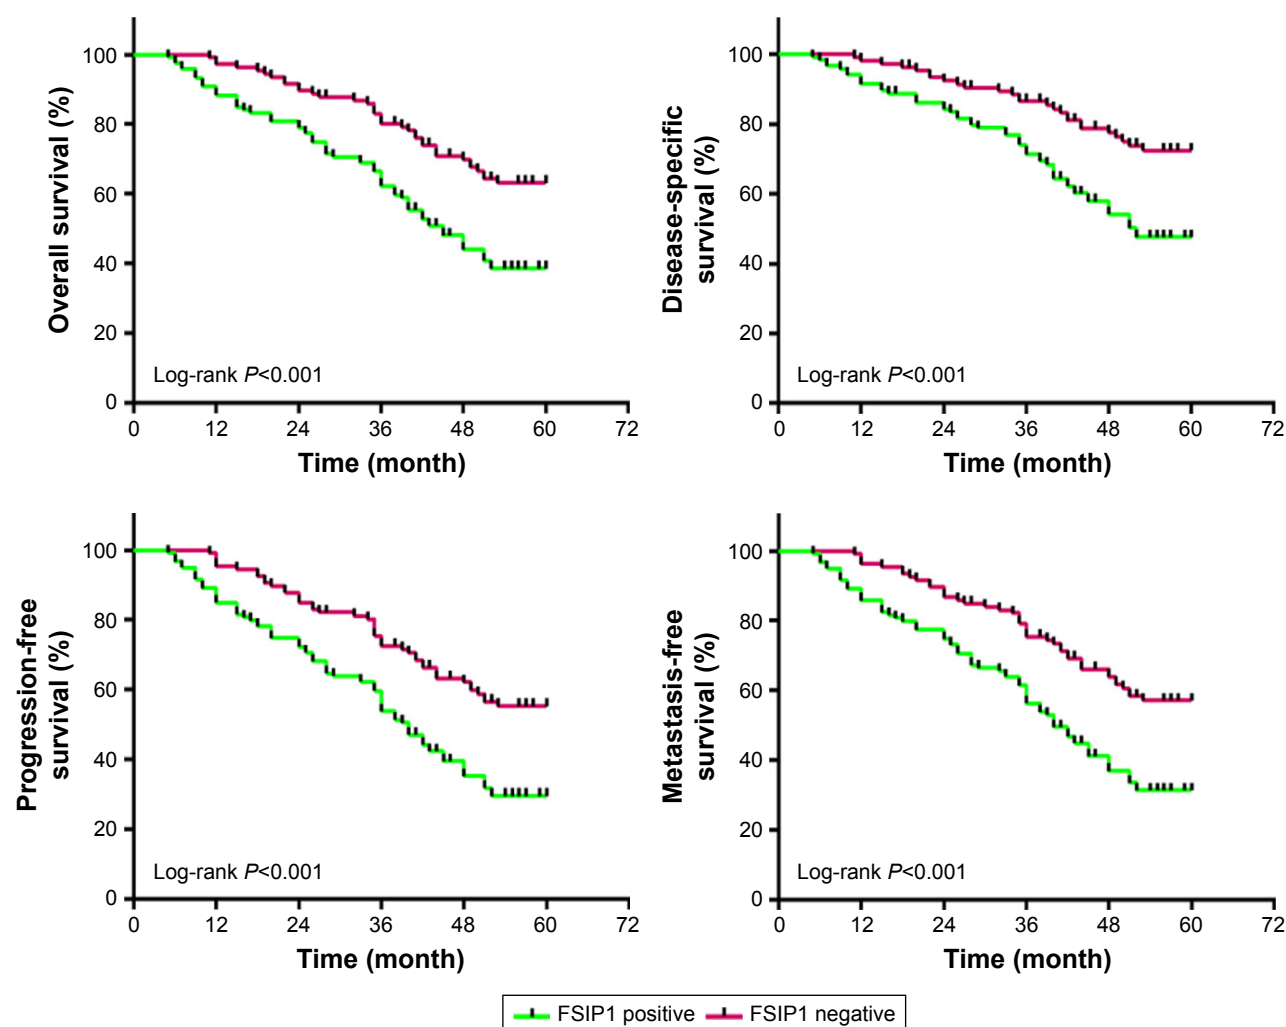 100
80
60
40
20
0
Overall survival (%)
Log-rank P<0.001
0 12 24 36 48 60 72
Time (month)
100
80
60
40
20
0
Disease-specific
survival (%)
Log-rank P<0.001
0 12 24 36 48 60 72
Time (month)
100
80
60
40
20
0
Progression-free
survival (%)
Log-rank P<0.001
0 12 24 36 48 60 72
Time (month)
100
80
60
40
20
0
Metastasis-free
survival (%)
Log-rank P<0.001
0 12 24 36 48 60 72
Time (month)
FSIP1 positive FSIP1 negative